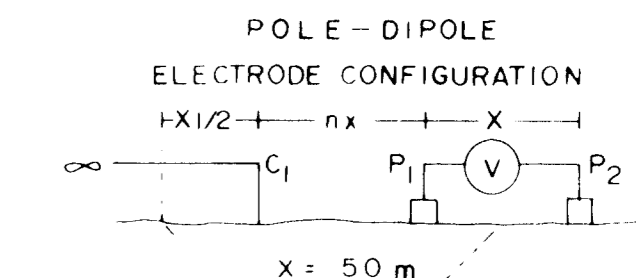 POLE-DIPOLE
ELECTRODE CONFIGURATION
X1/2 nx X
∞ C1 P1 V P2
x = 50 m